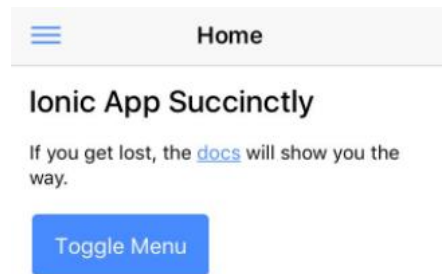 Home
Ionic App Succinctly
If you get lost, the docs will show you the
way.
Toggle Menu